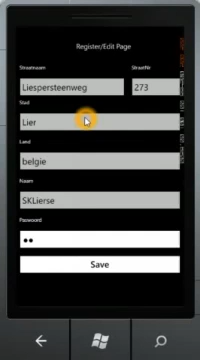 Register/Edit Page
Straatnaam StraatNr
Liespersteenweg 273
Stad
Lier
Land
belgie
Naam
SKLierse
Paswoord
••
Save